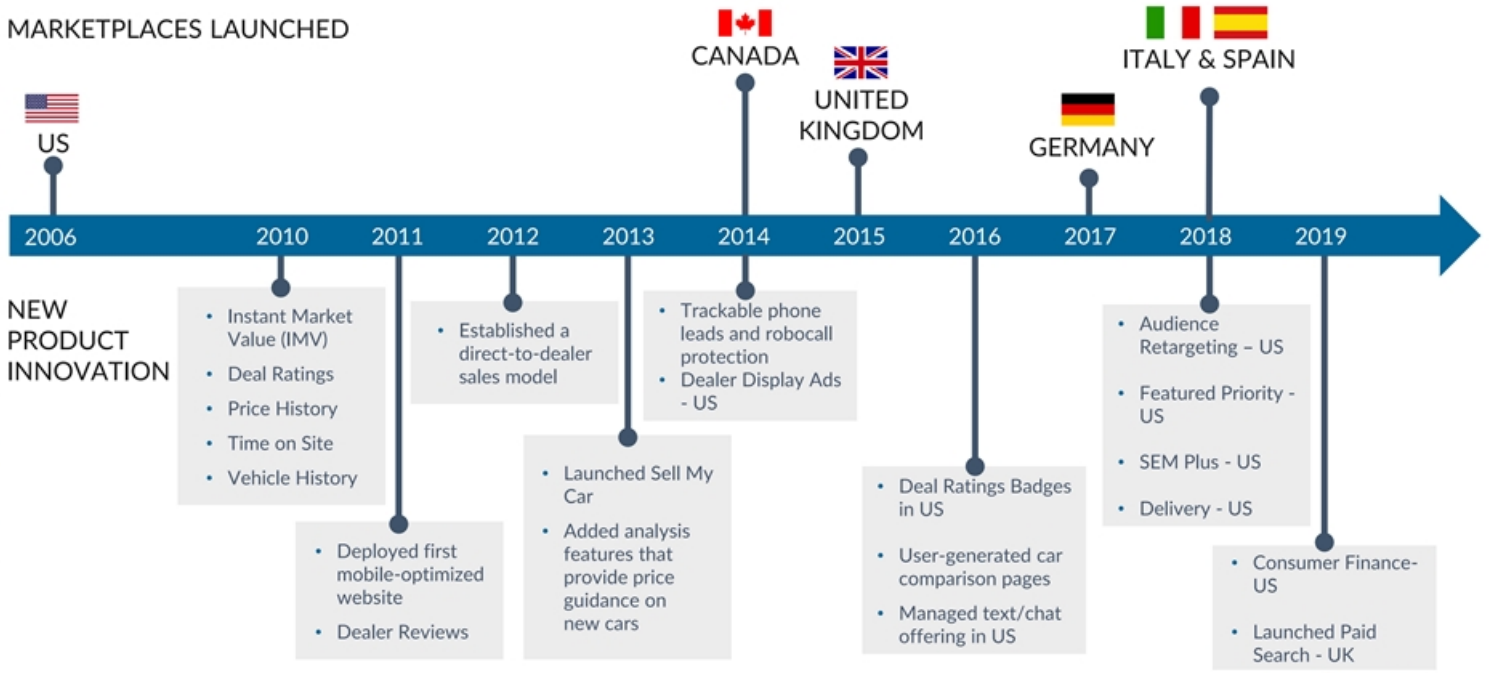 MARKETPLACES LAUNCHED
US
CANADA
UNITED
KINGDOM
GERMANY
ITALY & SPAIN
2006
2010
2011
2012
2013
2014
2015
2016
2017
2018
2019
NEW
PRODUCT
INNOVATION
• Instant Market
Value (IMV)
• Deal Ratings
• Price History
• Time on Site
• Vehicle History
• Deployed first
mobile-optimized
website
• Dealer Reviews
• Established a
direct-to-dealer
sales model
• Launched Sell My
Car
• Added analysis
features that
provide price
guidance on
new cars
• Trackable phone
leads and robocall
protection
• Dealer Display Ads
- US
• Deal Ratings Badges
in US
• User-generated car
comparison pages
• Managed text/chat
offering in US
• Audience
Retargeting – US
• Featured Priority -
US
• SEM Plus - US
• Delivery - US
• Consumer Finance-
US
• Launched Paid
Search - UK